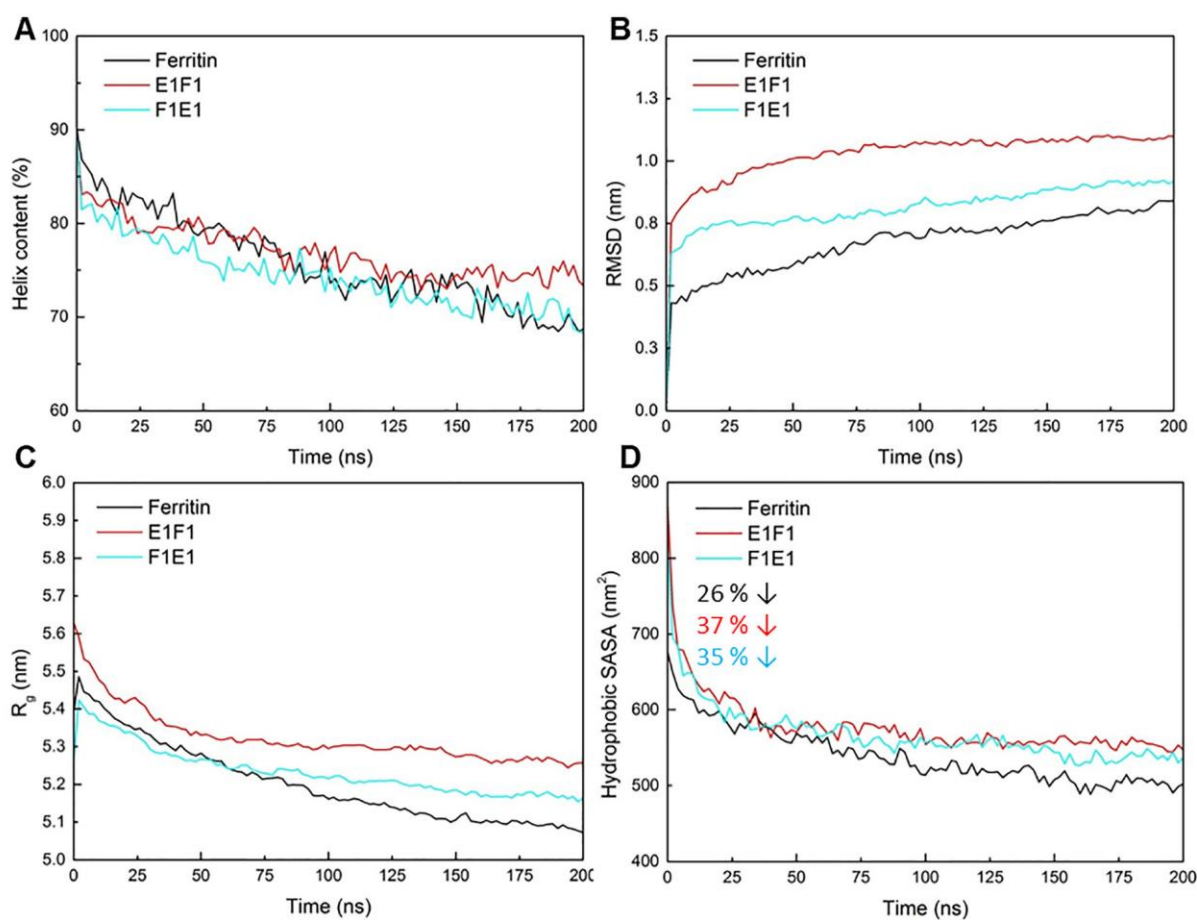 A
Helix content (%)
100
90
80
70
60
Ferritin
E1F1
F1E1
0 25 50 75 100 125 150 175 200
Time (ns)
B
RMSD (nm)
1.5
1.3
1.0
0.8
0.5
0.3
0.0
Ferritin
E1F1
F1E1
0 25 50 75 100 125 150 175 200
Time (ns)
C
Rg (nm)
6.0
5.9
5.8
5.7
5.6
5.5
5.4
5.3
5.2
5.1
5.0
Ferritin
E1F1
F1E1
0 25 50 75 100 125 150 175 200
Time (ns)
D
Hydrophobic SASA (nm²)
900
800
700
600
500
400
Ferritin
E1F1
F1E1
26 % ↓
37 % ↓
35 % ↓
0 25 50 75 100 125 150 175 200
Time (ns)